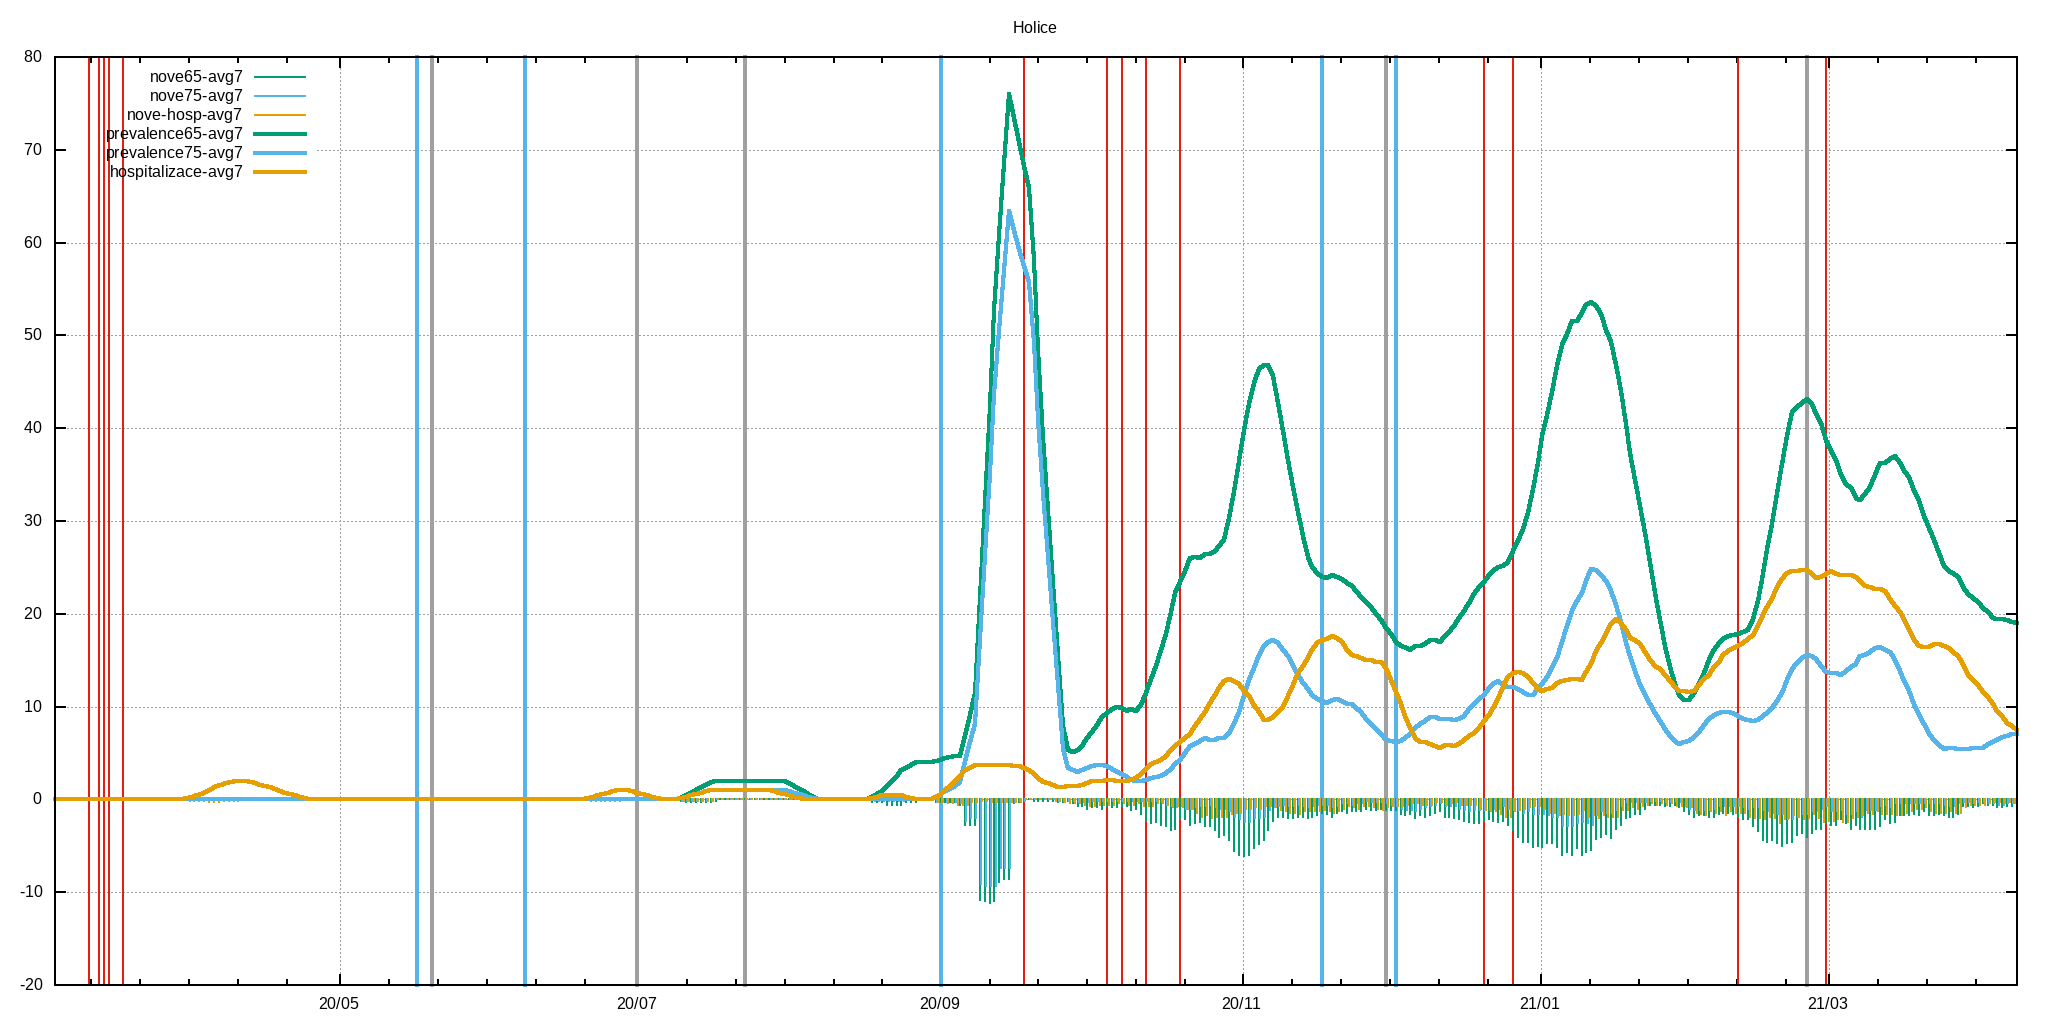 Holice
80
70
60
50
40
30
20
10
0
-10
-20
nove65-avg7
nove75-avg7
nove-hosp-avg7
prevalence65-avg7
prevalence75-avg7
hospitalizace-avg7
20/05 20/07 20/09 20/11 21/01 21/03